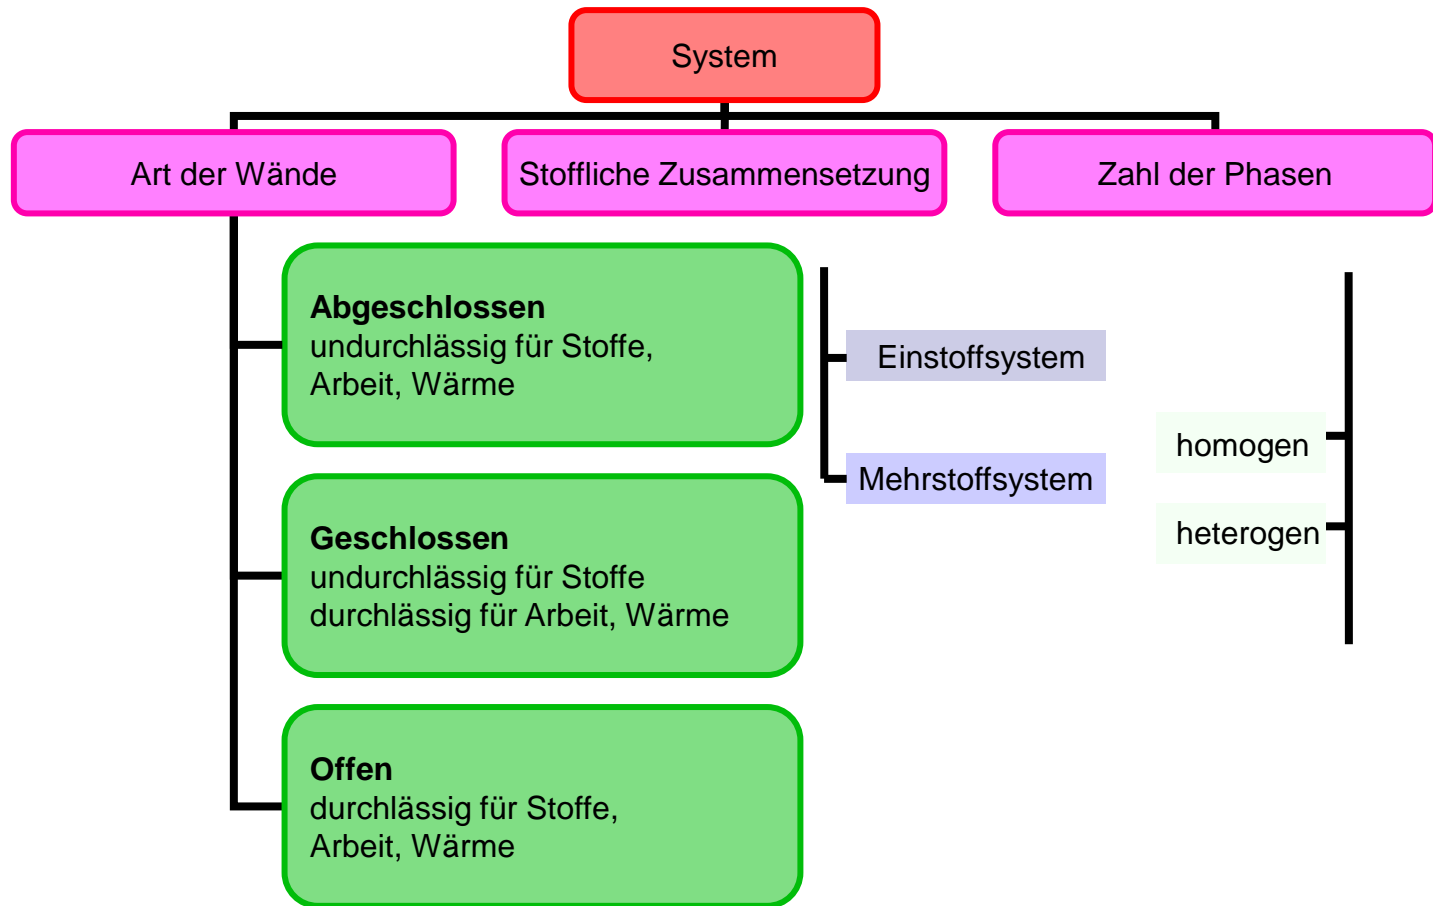 System
Art der Wände
Stoffliche Zusammensetzung
Zahl der Phasen
Abgeschlossen
undurchlässig für Stoffe,
Arbeit, Wärme
Geschlossen
undurchlässig für Stoffe
durchlässig für Arbeit, Wärme
Offen
durchlässig für Stoffe,
Arbeit, Wärme
Einstoffsystem
Mehrstoffsystem
homogen
heterogen